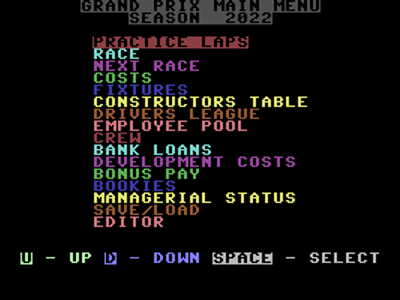 GRAND PRIX MAIN MENU
SEASON 2022
PRACTICE LAPS
RACE
NEXT RACE
COSTS
FIXTURES
CONSTRUCTORS TABLE
DRIVERS LEAGUE
EMPLOYEE POOL
CREW
BANK LOANS
DEVELOPMENT COSTS
BONUS PAY
BOOKIES
MANAGERIAL STATUS
SAVE/LOAD
EDITOR
U - UP D - DOWN SPACE - SELECT